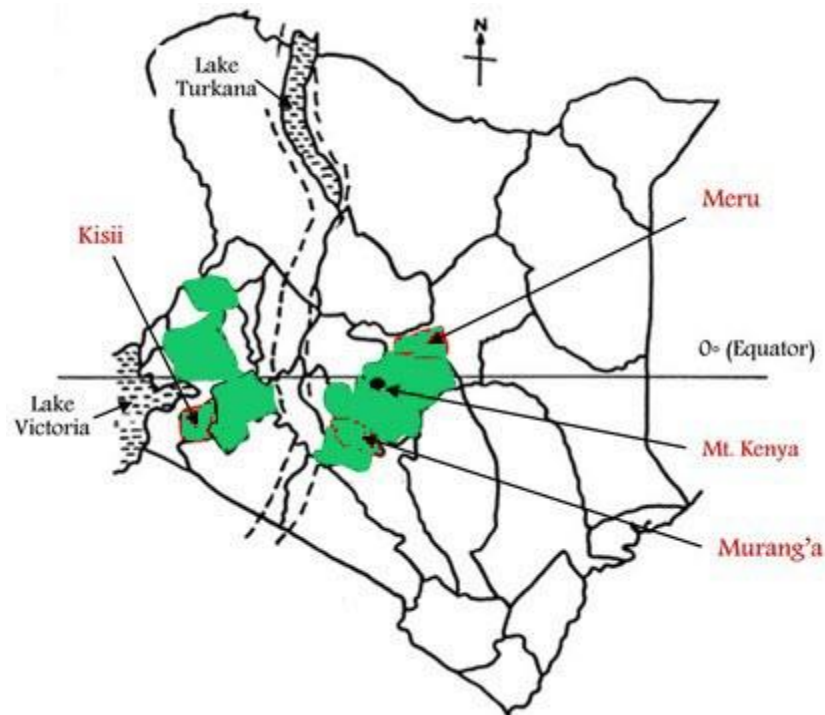 N
Lake
Turkana
Meru
Kisii
0° (Equator)
Lake
Victoria
Mt. Kenya
Murang'a